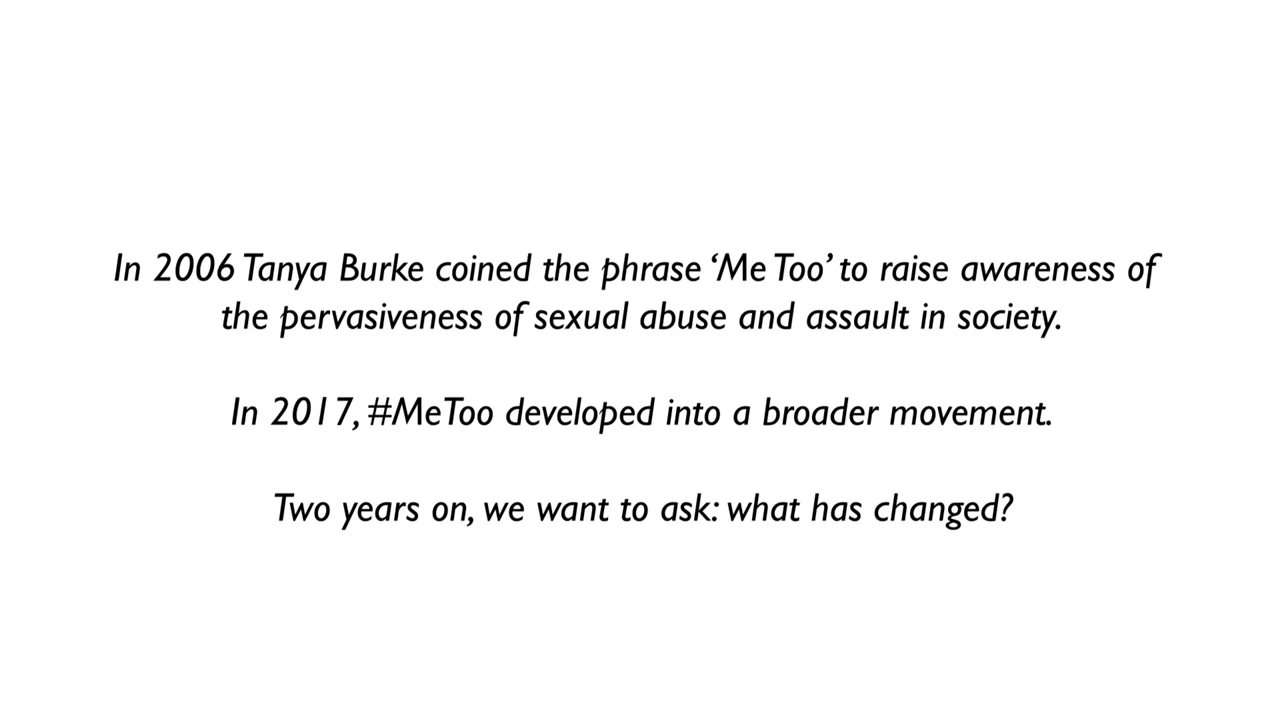 In 2006 Tanya Burke coined the phrase ‘Me Too’ to raise awareness of
the pervasiveness of sexual abuse and assault in society.
In 2017, #MeToo developed into a broader movement.
Two years on, we want to ask: what has changed?